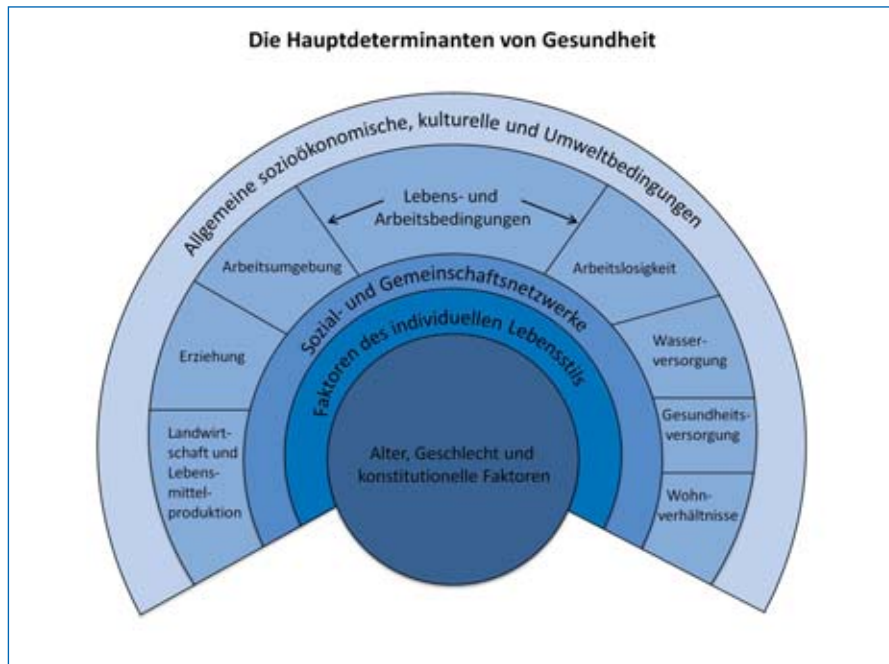 Die Hauptdeterminanten von Gesundheit
Allgemeine sozioökonomische, kulturelle und Umweltbedingungen
Lebens- und
Arbeitsbedingungen
Arbeitsumgebung
Arbeitslosigkeit
Sozial- und Gemeinschaftsnetzwerke
Faktoren des individuellen Lebensstils
Erziehung
Wasser-
versorgung
Landwirt-
schaft und
Lebens-
mittel-
produktion
Gesundheits-
versorgung
Alter, Geschlecht und
konstitutionelle Faktoren
Wohn-
verhältnisse